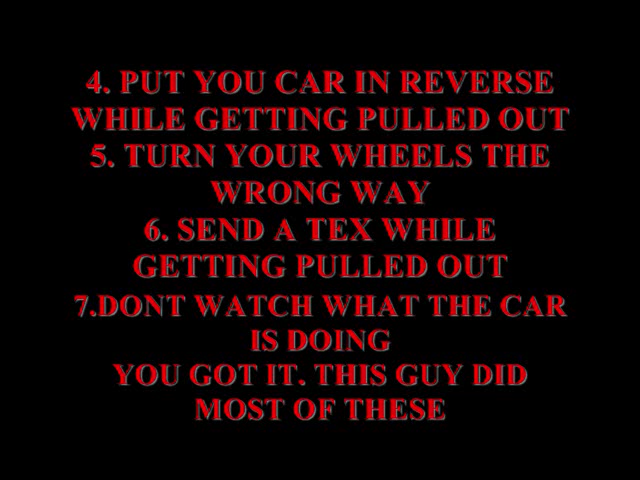 4. PUT YOU CAR IN REVERSE
WHILE GETTING PULLED OUT
5. TURN YOUR WHEELS THE
WRONG WAY
6. SEND A TEX WHILE
GETTING PULLED OUT
7.DONT WATCH WHAT THE CAR
IS DOING
YOU GOT IT. THIS GUY DID
MOST OF THESE